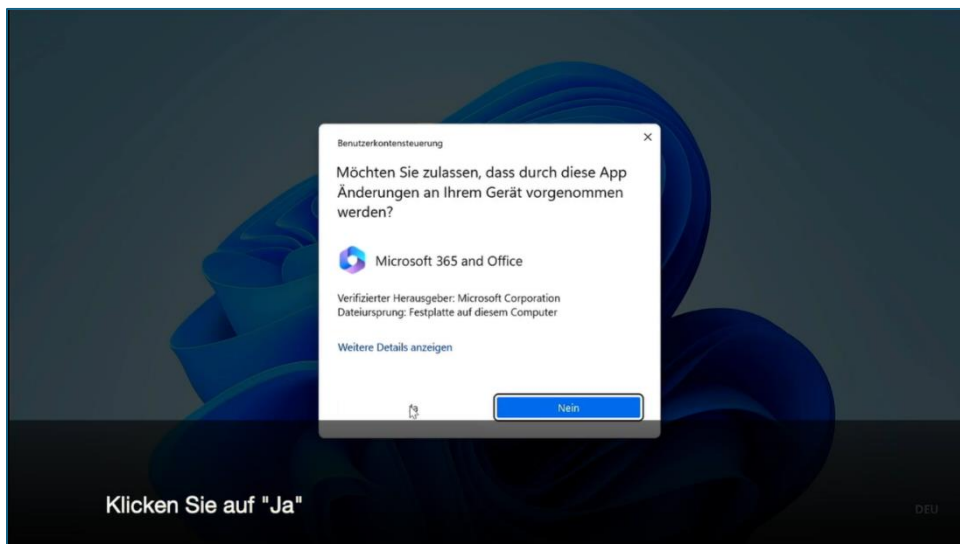 Benutzerkontensteuerung
Möchten Sie zulassen, dass durch diese App
Änderungen an Ihrem Gerät vorgenommen
werden?
Microsoft 365 and Office
Verifizierter Herausgeber: Microsoft Corporation
Dateiursprung: Festplatte auf diesem Computer
Weitere Details anzeigen
Nein
Klicken Sie auf "Ja"
DEU